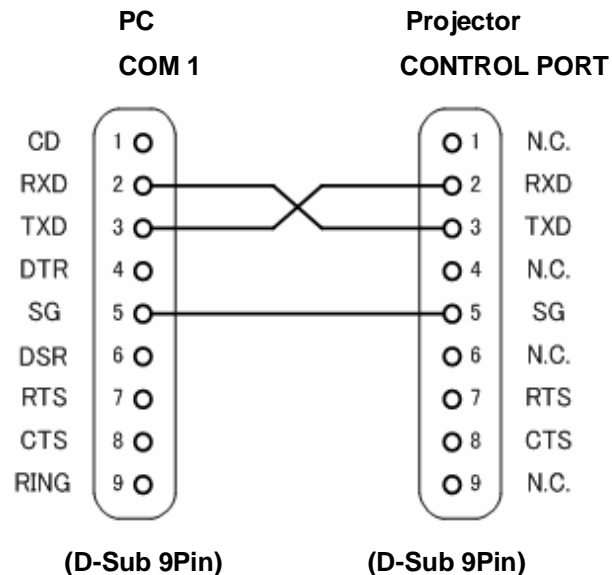 PC Projector
COM 1 CONTROL PORT
CD 1 1 N.C.
RXD 2 2 RXD
TXD 3 3 TXD
DTR 4 4 N.C.
SG 5 5 SG
DSR 6 6 N.C.
RTS 7 7 RTS
CTS 8 8 CTS
RING 9 9 N.C.
(D-Sub 9Pin) (D-Sub 9Pin)